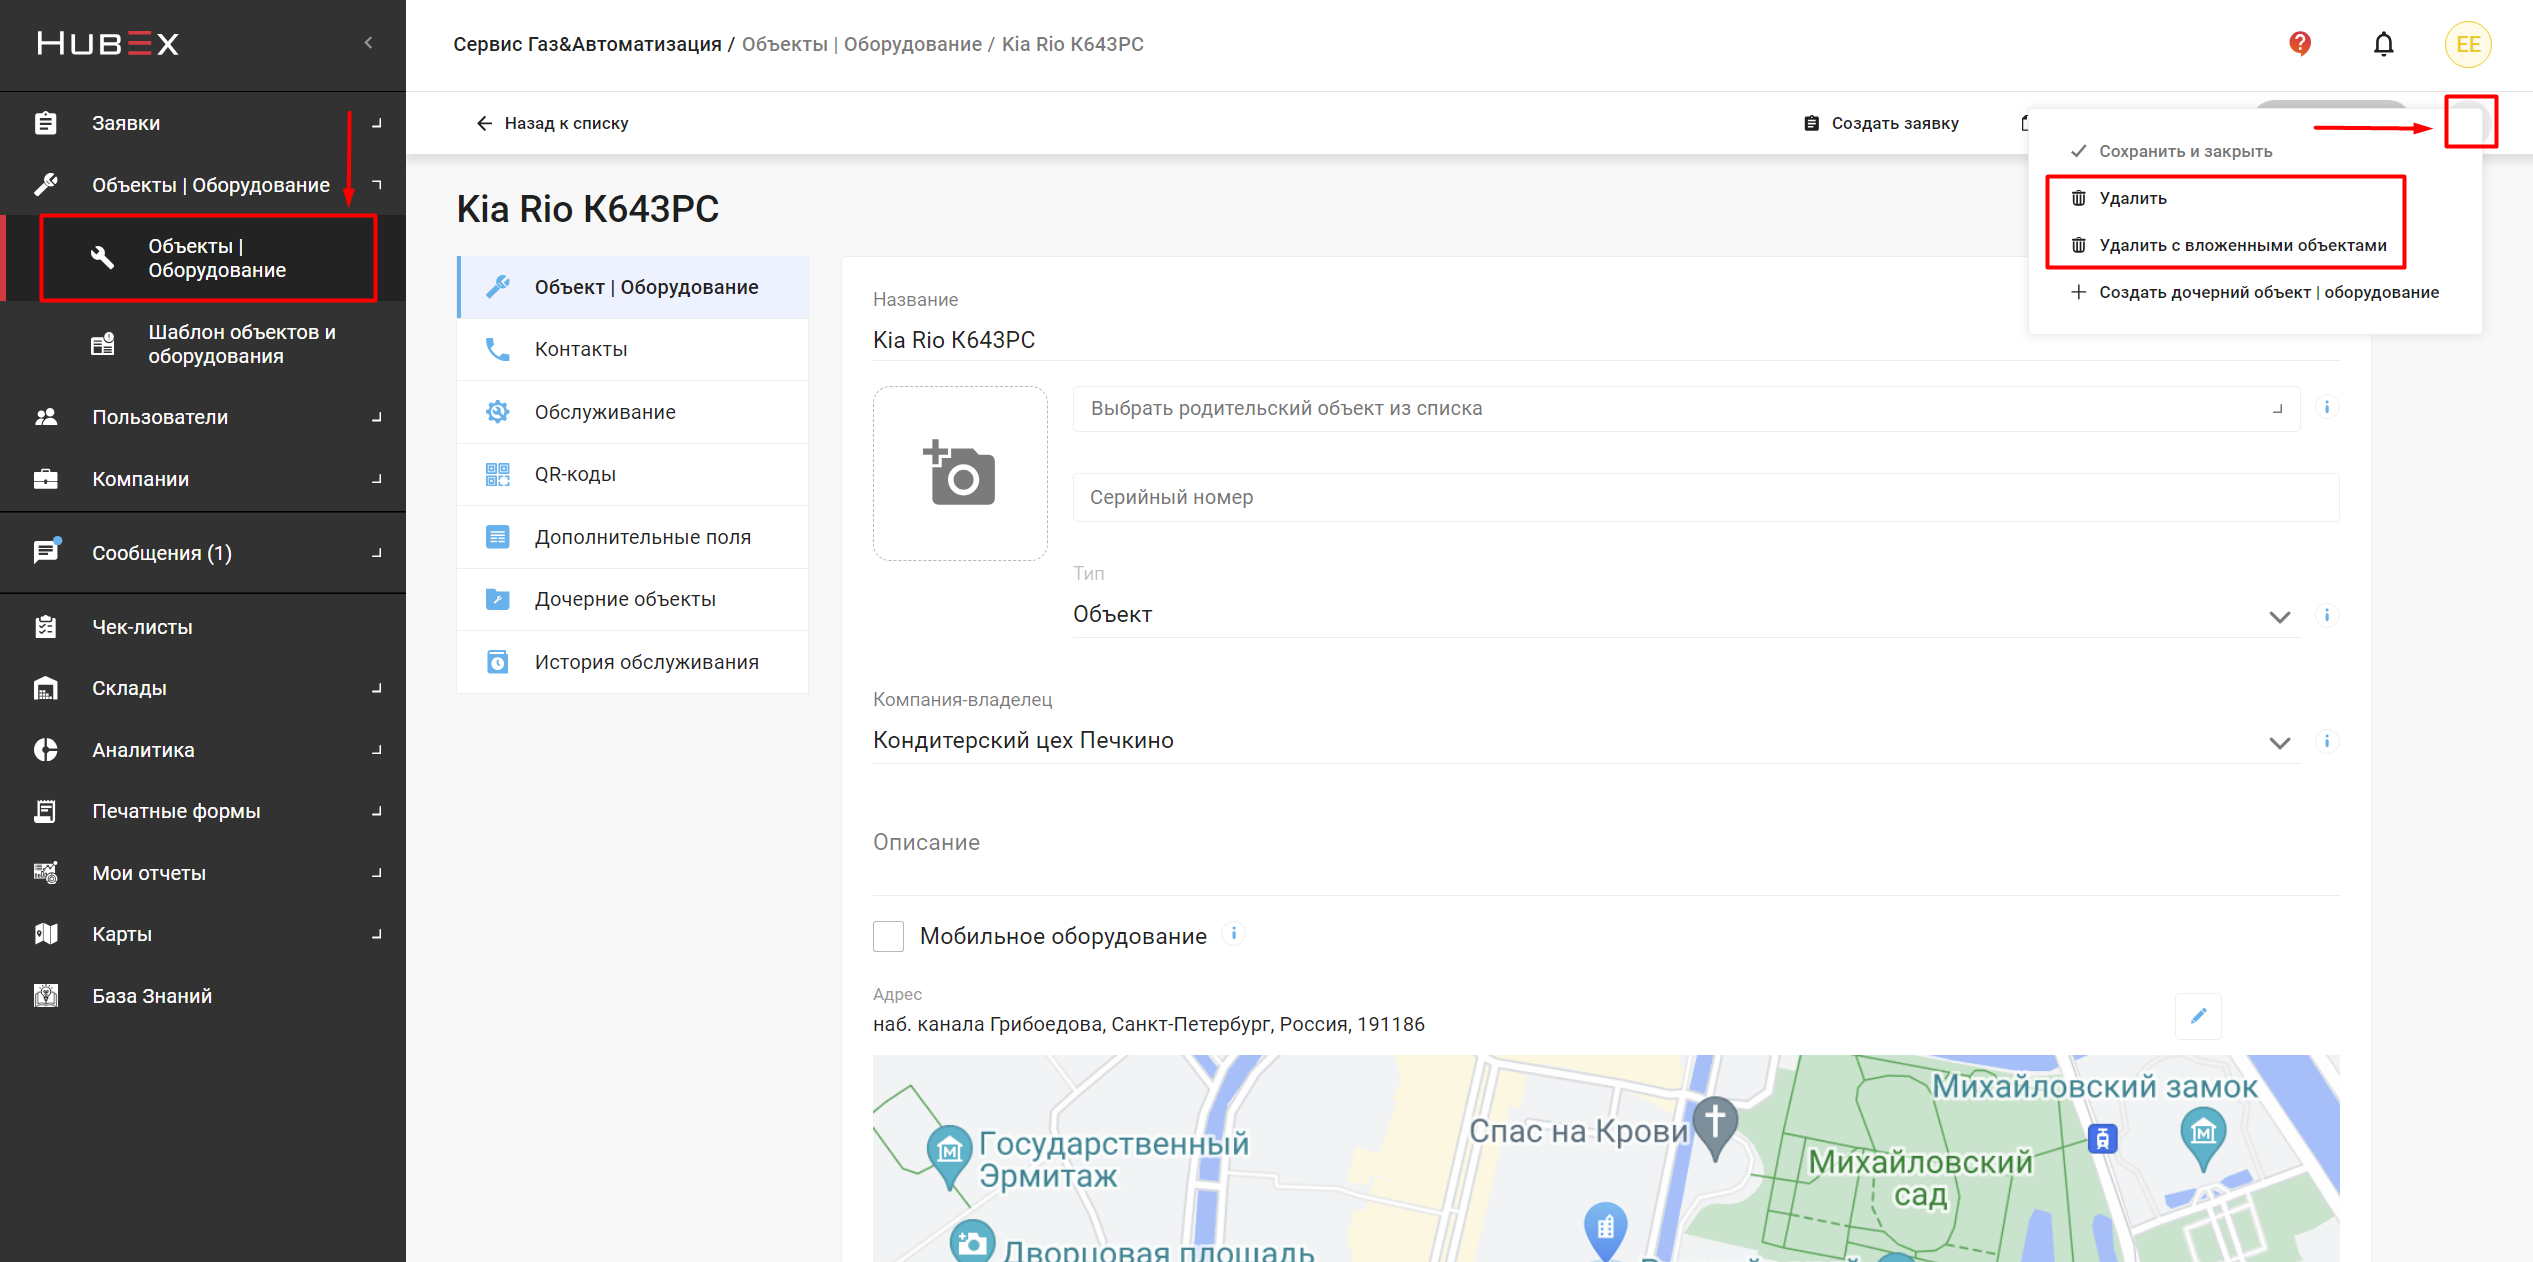 HUBEX
Сервис Газ&Автоматизация / Объекты | Оборудование / Kia Rio K643PC
EE
Заявки
Объекты | Оборудование
Объекты |
Оборудование
Шаблон объектов и
оборудования
Пользователи
Компании
Сообщения (1)
Чек-листы
Склады
Аналитика
Печатные формы
Мои отчеты
Карты
База Знаний
Назад к списку
Создать заявку
Сохранить и закрыть
Удалить
Удалить с вложенными объектами
Создать дочерний объект | оборудование
Kia Rio K643PC
Объект | Оборудование
Контакты
Обслуживание
QR-коды
Дополнительные поля
Дочерние объекты
История обслуживания
Название
Kia Rio K643PC
Выбрать родительский объект из списка
Серийный номер
Тип
Объект
Компания-владелец
Кондитерский цех Печкино
Описание
Мобильное оборудование
Адрес
наб. канала Грибоедова, Санкт-Петербург, Россия, 191186
Михайловский замок
Государственный
Эрмитаж
Спас на Крови
Михайловский
сад
Дворцовая площадь